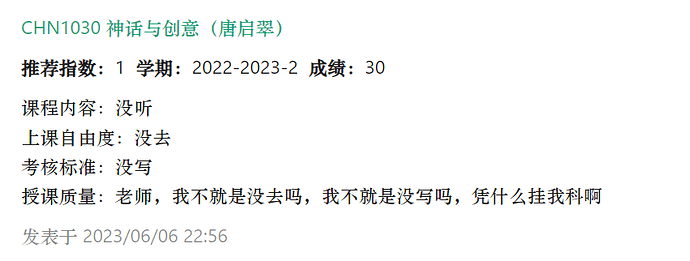 CHN1030 神话与创意（唐启翠）
推荐指数：1 学期：2022-2023-2 成绩：30
课程内容：没听
上课自由度：没去
考核标准：没写
授课质量：老师，我不就是没去吗，我不就是没写吗，凭什么挂我科啊
发表于 2023/06/06 22:56